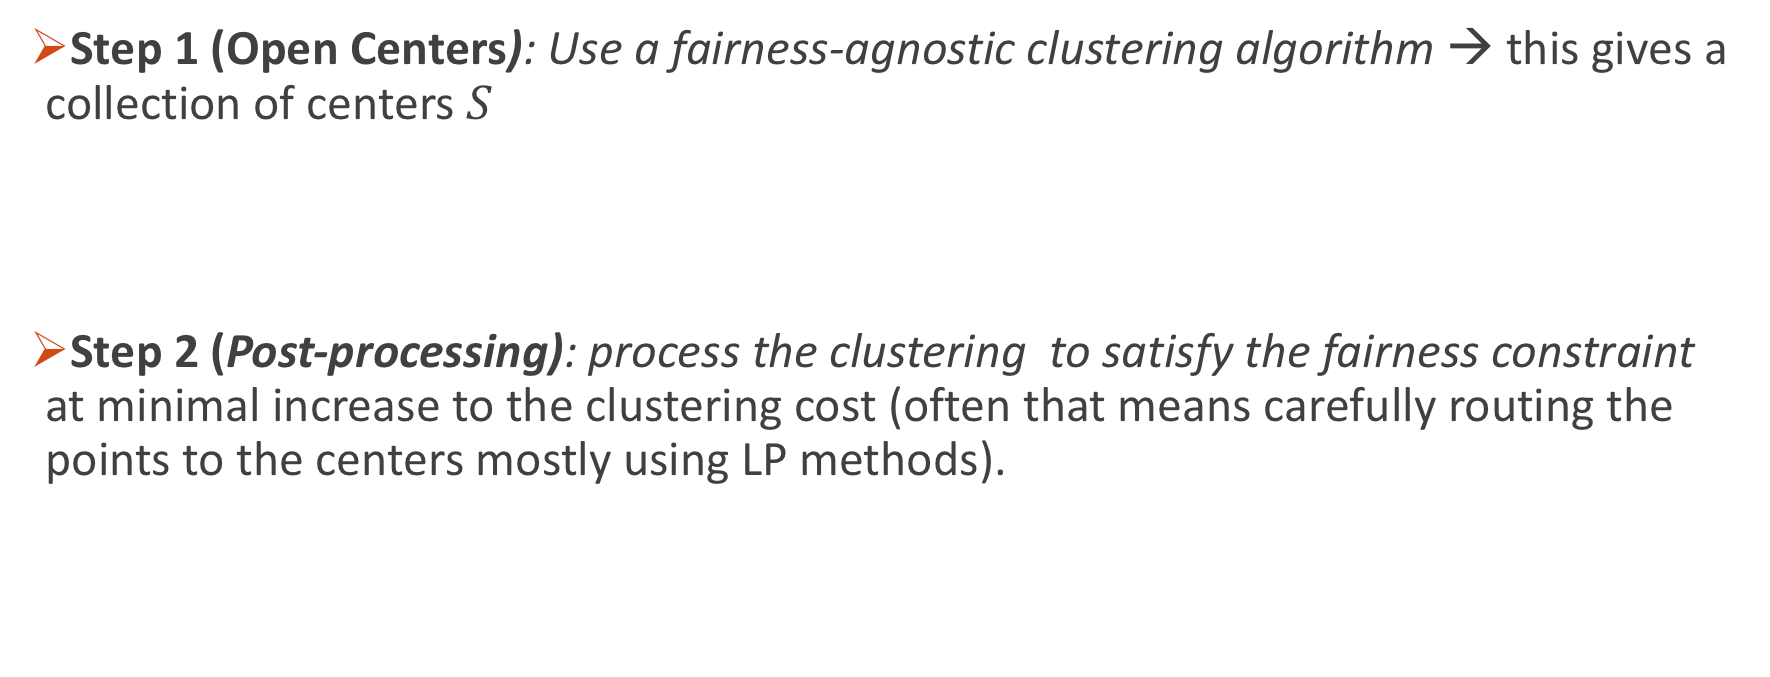 ➢Step 1 (Open Centers): Use a fairness-agnostic clustering algorithm → this gives a
collection of centers S
➢Step 2 (Post-processing): process the clustering  to satisfy the fairness constraint
at minimal increase to the clustering cost (often that means carefully routing the
points to the centers mostly using LP methods).